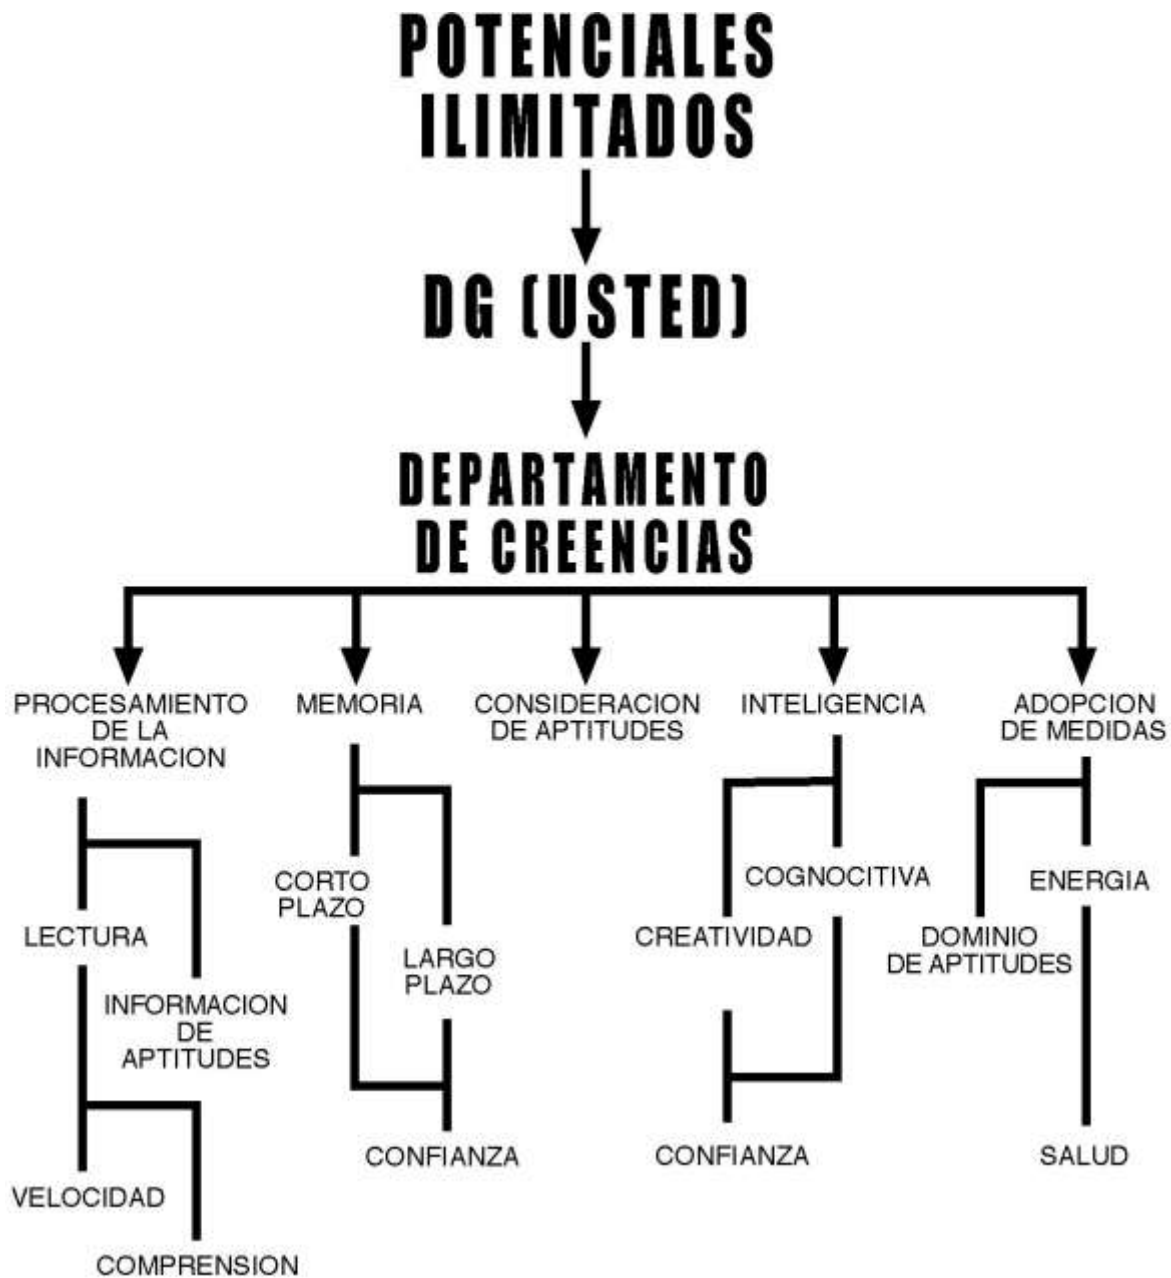 POTENCIALES
ILIMITADOS
DG (USTED)
DEPARTAMENTO
DE CREENCIAS
PROCESAMIENTO
DE LA
INFORMACION
MEMORIA
CONSIDERACION
DE APTITUDES
INTELIGENCIA
ADOPCION
DE MEDIDAS
LECTURA
INFORMACION
DE
APTITUDES
VELOCIDAD
COMPRENSION
CORTO
PLAZO
LARGO
PLAZO
CONFIANZA
COGNOCITIVA
CREATIVIDAD
CONFIANZA
ENERGIA
DOMINIO
DE APTITUDES
SALUD